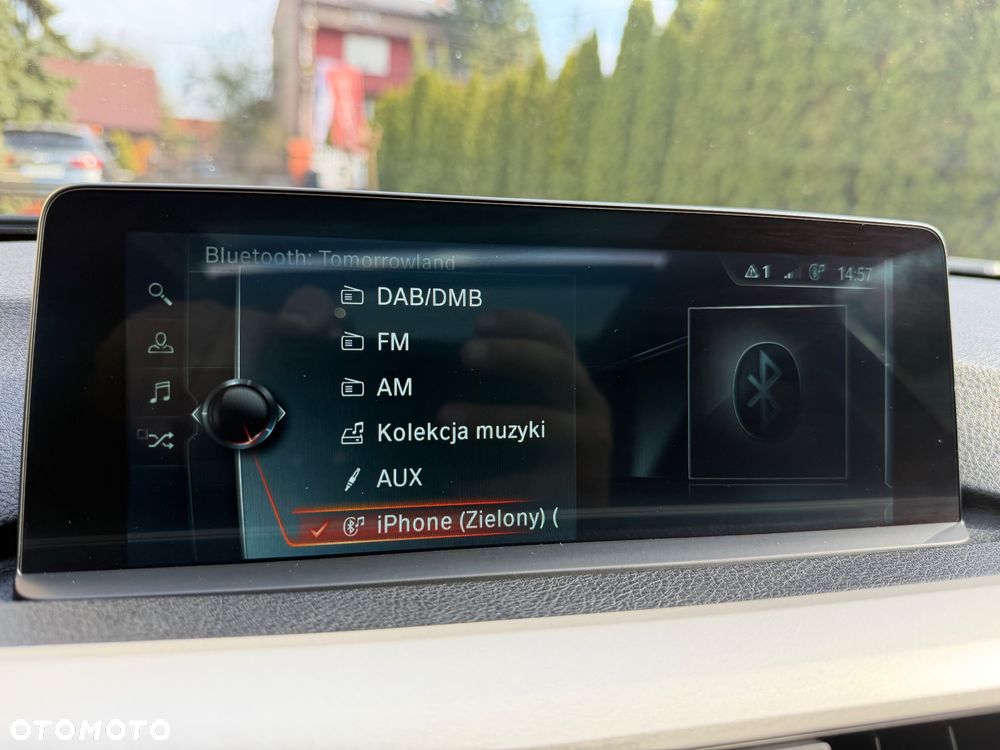 Bluetooth: Tomorrowland
1 14:57
DAB/DMB
FM
AM
Kolekcja muzyki
AUX
iPhone (Zielony) (
OTOMOTO